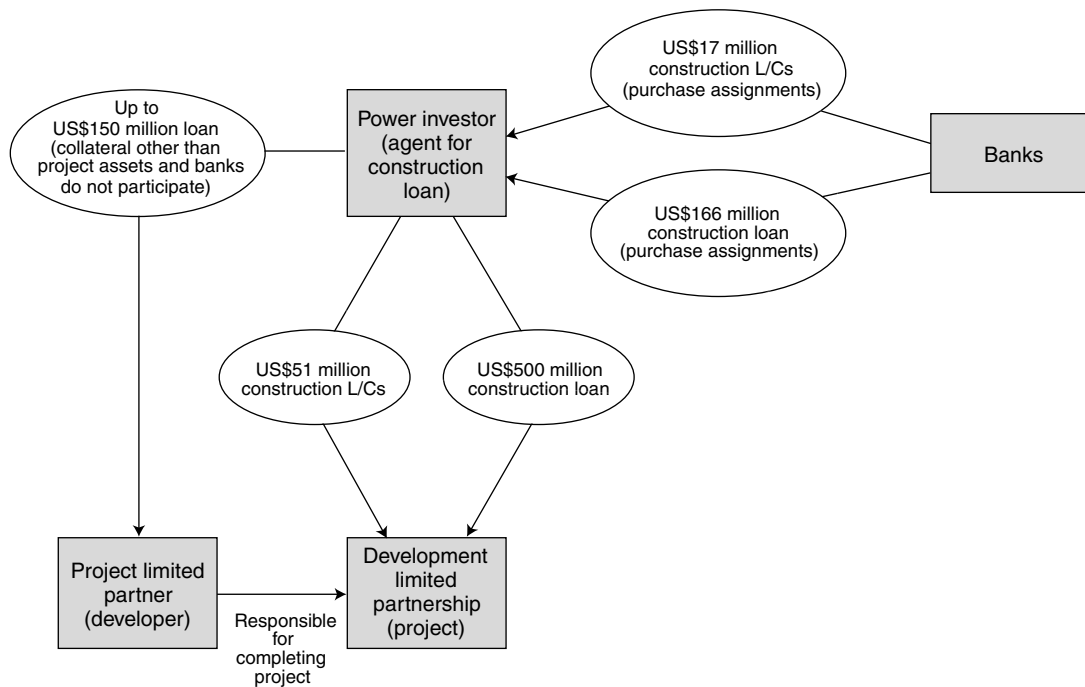 US$17 million
construction L/Cs
(purchase assignments)
Up to
US$150 million loan
(collateral other than
project assets and banks
do not participate)
Power investor
(agent for
construction
loan)
Banks
US$166 million
construction loan
(purchase assignments)
US$51 million
construction L/Cs
US$500 million
construction loan
Project limited
partner
(developer)
Responsible
for
completing
project
Development
limited
partnership
(project)